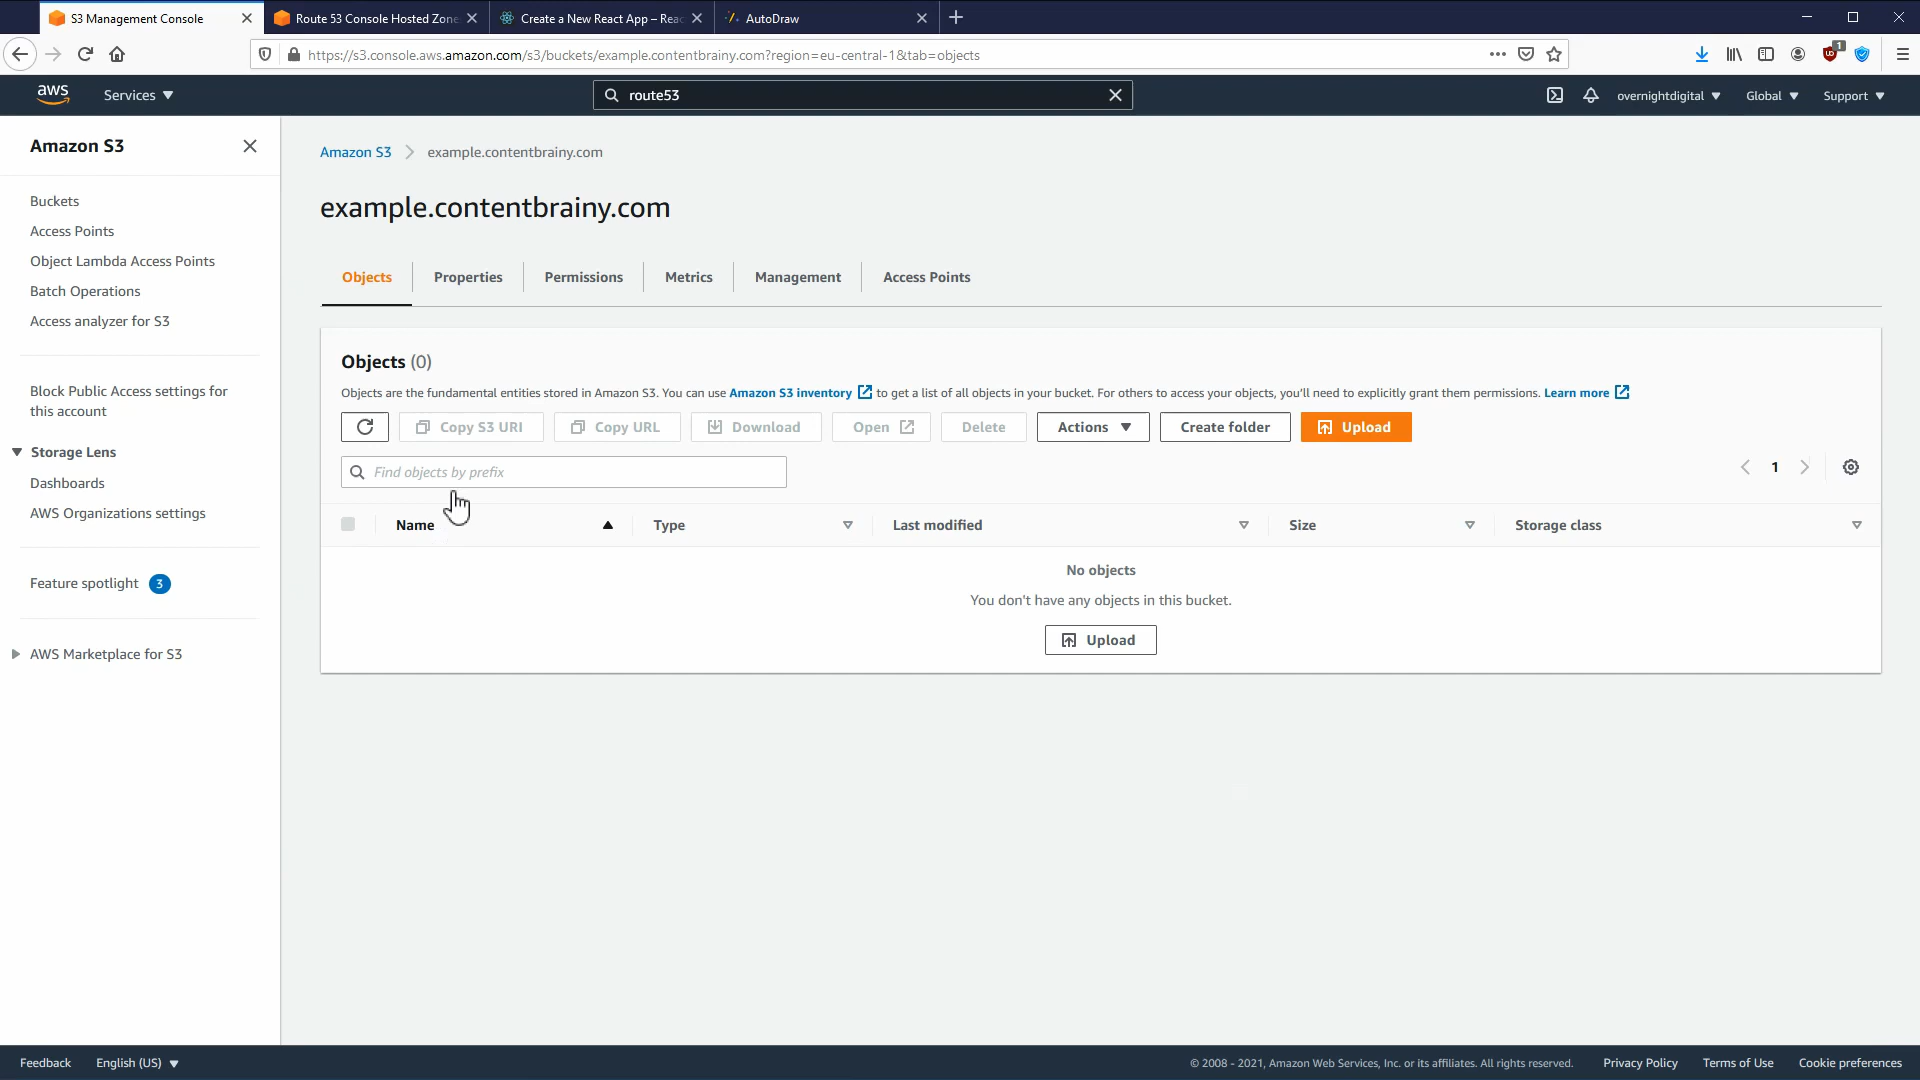 S3 Management Console
Route 53 Console Hosted Zone
Create a New React App – Reac
AutoDraw
https://s3.console.aws.amazon.com/s3/buckets/example.contentbrainy.com?region=eu-central-1&tab=objects
1
aws
Services
route53
overnightdigital
Global
Support
Amazon S3
Buckets
Access Points
Object Lambda Access Points
Batch Operations
Access analyzer for S3
Block Public Access settings for
this account
Storage Lens
Dashboards
AWS Organizations settings
Feature spotlight 3
AWS Marketplace for S3
Amazon S3 > example.contentbrainy.com
example.contentbrainy.com
Objects
Properties
Permissions
Metrics
Management
Access Points
Objects (0)
Objects are the fundamental entities stored in Amazon S3. You can use Amazon S3 inventory to get a list of all objects in your bucket. For others to access your objects, you'll need to explicitly grant them permissions. Learn more
Copy S3 URI
Copy URL
Download
Open
Delete
Actions
Create folder
Upload
Find objects by prefix
1
Name
Type
Last modified
Size
Storage class
No objects
You don't have any objects in this bucket.
Upload
Feedback
English (US)
© 2008 - 2021, Amazon Web Services, Inc. or its affiliates. All rights reserved.
Privacy Policy
Terms of Use
Cookie preferences